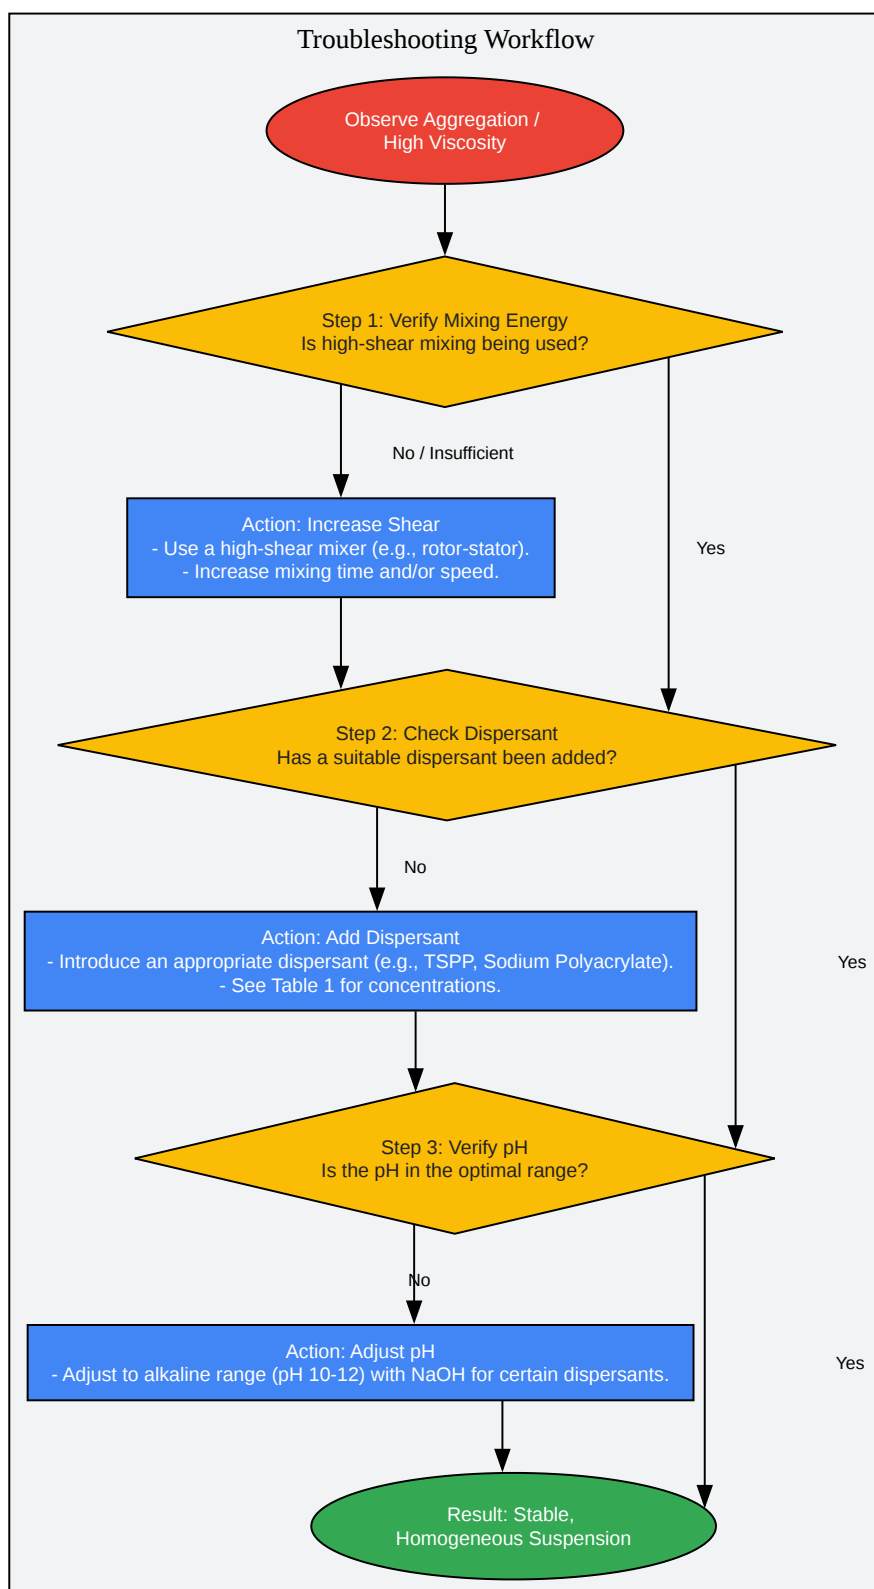 Troubleshooting Workflow
Observe Aggregation /
High Viscosity
Step 1: Verify Mixing Energy
Is high-shear mixing being used?
No / Insufficient
Action: Increase Shear
- Use a high-shear mixer (e.g., rotor-stator).
- Increase mixing time and/or speed.
Yes
Step 2: Check Dispersant
Has a suitable dispersant been added?
No
Action: Add Dispersant
- Introduce an appropriate dispersant (e.g., TSPP, Sodium Polyacrylate).
- See Table 1 for concentrations.
Yes
Step 3: Verify pH
Is the pH in the optimal range?
No
Action: Adjust pH
- Adjust to alkaline range (pH 10-12) with NaOH for certain dispersants.
Yes
Result: Stable,
Homogeneous Suspension